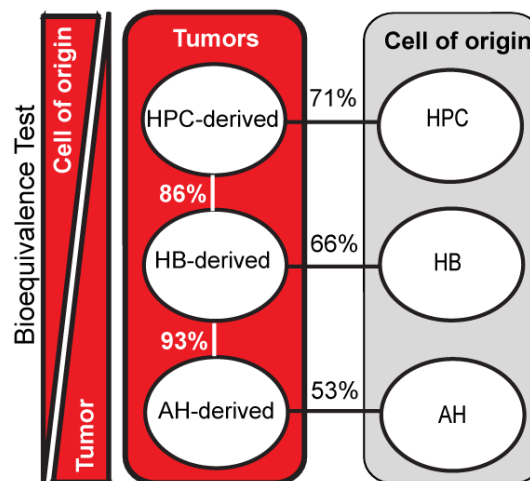 Bioequivalence Test
Cell of origin
Tumor
Tumors
Cell of origin
HPC-derived
71%
HPC
86%
HB-derived
66%
HB
93%
AH-derived
53%
AH